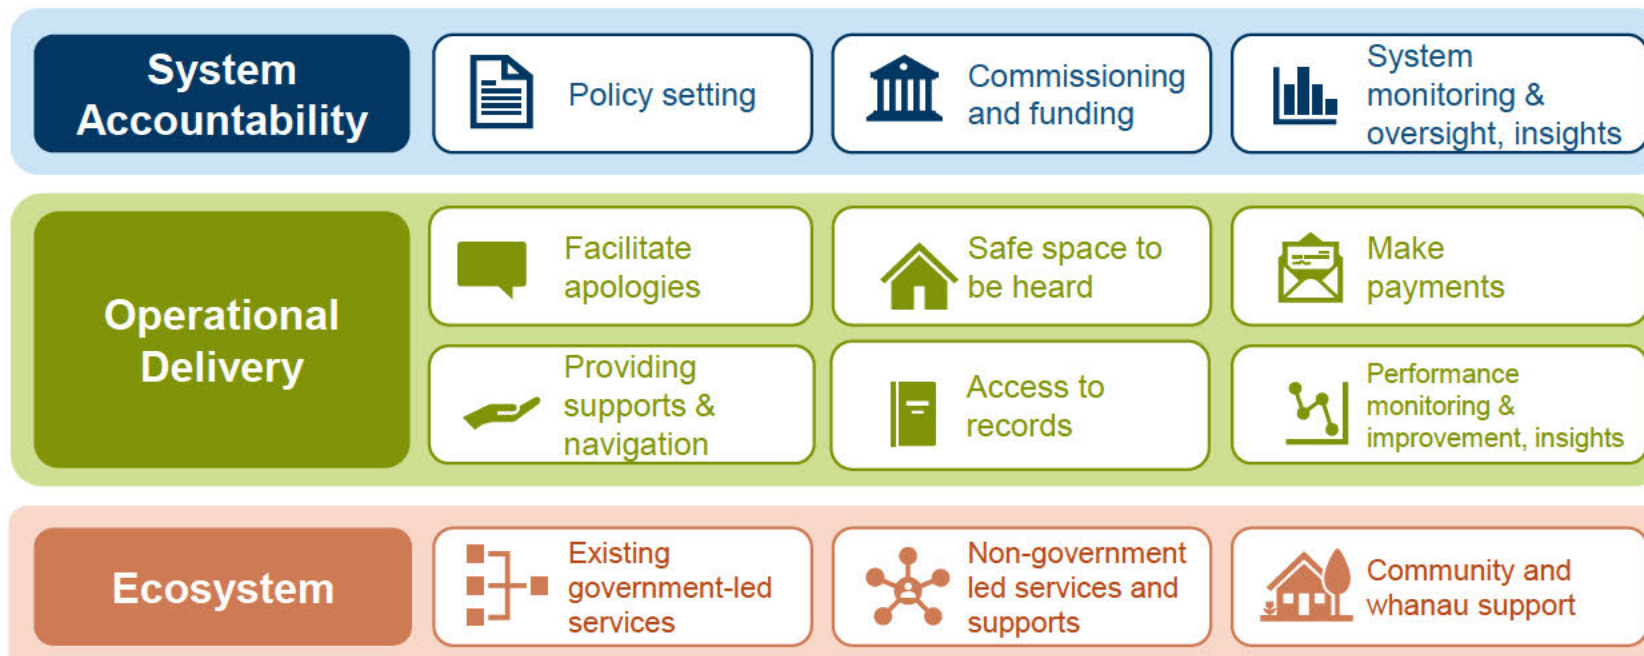 System
Accountability
Policy setting
Commissioning
and funding
System
monitoring &
oversight, insights
Operational
Delivery
Facilitate
apologies
Safe space to
be heard
Make
payments
Providing
supports &
navigation
Access to
records
Performance
monitoring &
improvement, insights
Ecosystem
Existing
government-led
services
Non-government
led services and
supports
Community and
whanau support